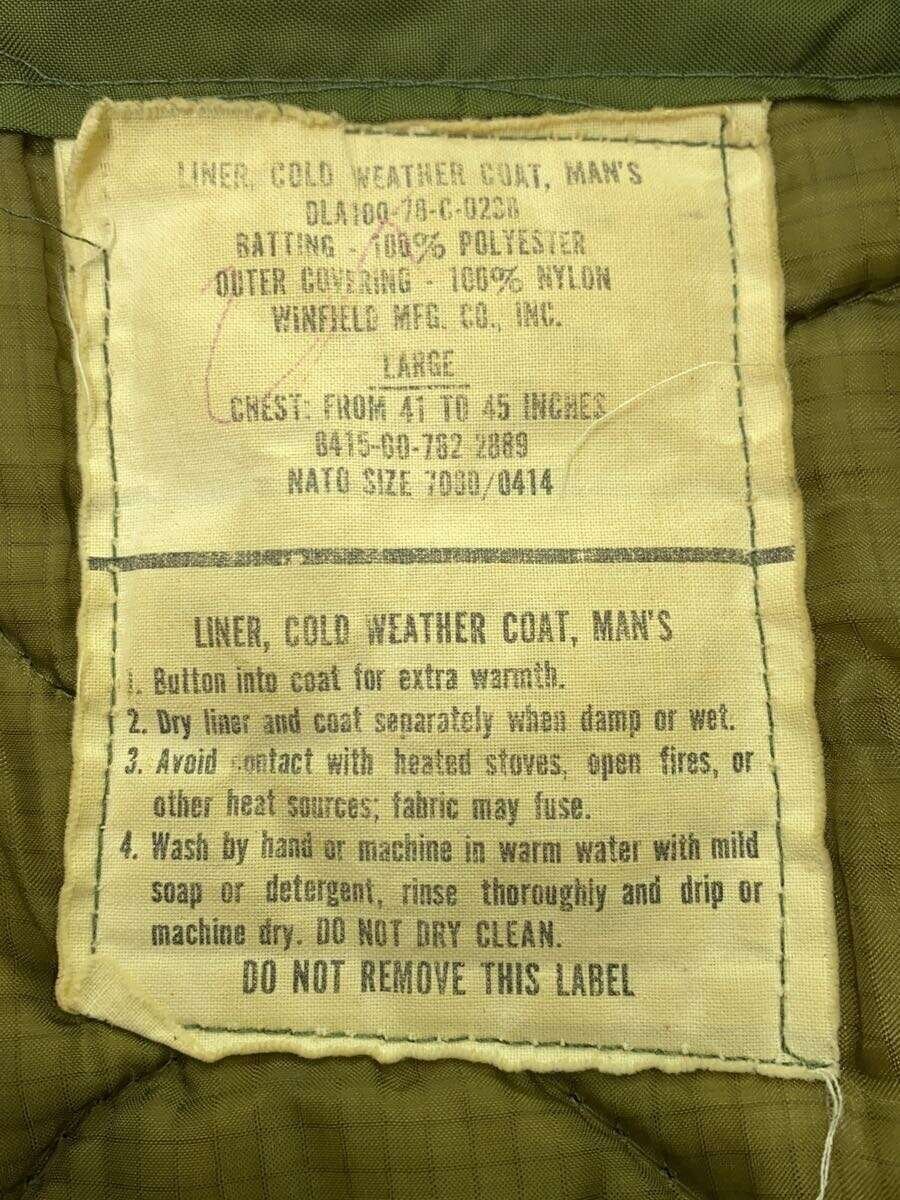 LINER, COLD WEATHER COAT, MAN'S
DLA100-78-C-0238
BATTING - 100% POLYESTER
OUTER COVERING - 100% NYLON
WINFIELD MFG. CO., INC.
LARGE
CHEST: FROM 41 TO 45 INCHES
8415-00-782 2889
NATO SIZE 7080/0414
LINER, COLD WEATHER COAT, MAN'S
1. Button into coat for extra warmth.
2. Dry liner and coat separately when damp or wet.
3. Avoid contact with heated stoves, open fires, or
other heat sources; fabric may fuse.
4. Wash by hand or machine in warm water with mild
soap or detergent, rinse thoroughly and drip or
machine dry. DO NOT DRY CLEAN.
DO NOT REMOVE THIS LABEL